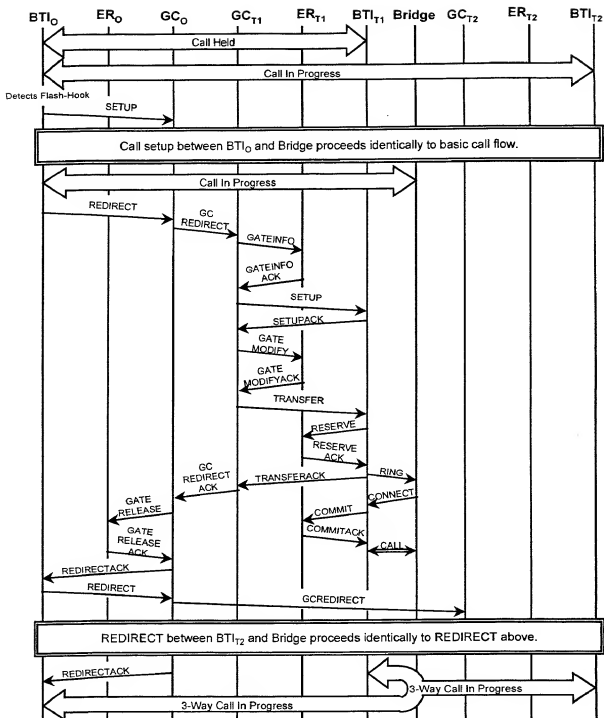 BTIO ERO GCO GCT1 ERT1 BTIT1 Bridge GCT2 ERT2 BTIT2
Call Held
Call In Progress
Detects Flash-Hook
SETUP
Call setup between BTIO and Bridge proceeds identically to basic call flow.
Call In Progress
REDIRECT
GC
REDIRECT
GATEINFO
GATEINFO
ACK
SETUP
SETUPACK
GATE
MODIFY
GATE
MODIFYACK
TRANSFER
RESERVE
RESERVE
ACK
RING
GC
REDIRECT
ACK
TRANSFERACK
CONNECT
GATE
RELEASE
COMMIT
COMMITACK
GATE
RELEASE
ACK
CALL
REDIRECTACK
REDIRECT
GCREDIRECT
REDIRECT between BTIT2 and Bridge proceeds identically to REDIRECT above.
REDIRECTACK
3-Way Call In Progress
3-Way Call In Progress